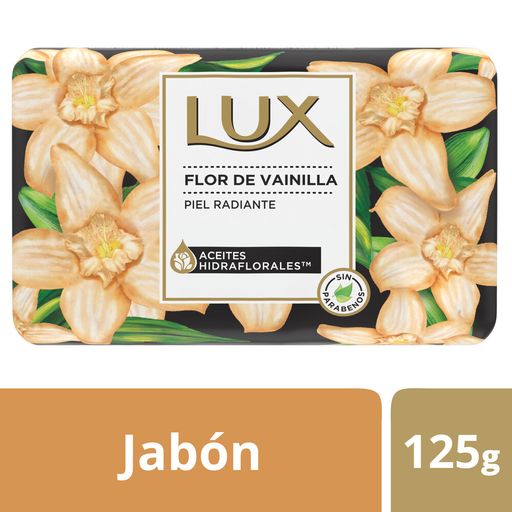 LUX
FLOR DE VAINILLA
PIEL RADIANTE
ACEITES
HIDRAFLORALES™
SIN
PARABENOS
Jabón
125g